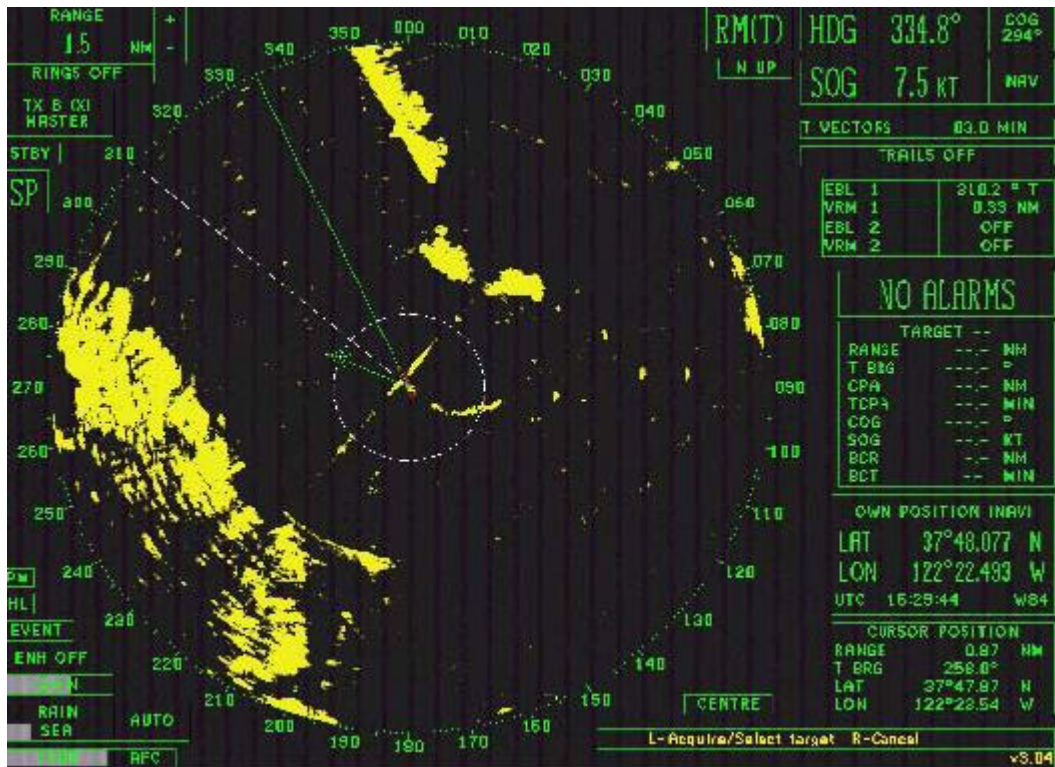 RANGE
1.5 NM
+
-
RINGS OFF
TX B (X)
MASTER
STBY
SP
RM(T)
N UP
HDG 334.8°
COG
294°
SOG 7.5 KT
NAV
T VECTORS 03.0 MIN
TRAILS OFF
EBL 1 310.2 ° T
VRM 1 0.33 NM
EBL 2 OFF
VRM 2 OFF
NO ALARMS
TARGET --
RANGE --.- NM
T BRG ---.- °
CPA --.- NM
TCPA --.- MIN
COG ---.- °
SOG --.- KT
BCR --.- NM
BCT -- MIN
OWN POSITION (NAV)
LAT 37°48.077 N
LON 122°22.493 W
UTC 16:29:44 W84
CURSOR POSITION
RANGE 0.87 NM
T BRG 258.0°
LAT 37°47.87 N
LON 122°23.54 W
000
010
020
030
040
050
060
070
080
090
100
110
120
130
140
150
160
170
180
190
200
210
220
230
240
250
260
270
280
290
300
310
320
330
340
350
HL
EVENT
ENH OFF
GAIN
RAIN
SEA
AUTO
AFC
CENTRE
L-Acquire/Select target R-Cancel
v3.04